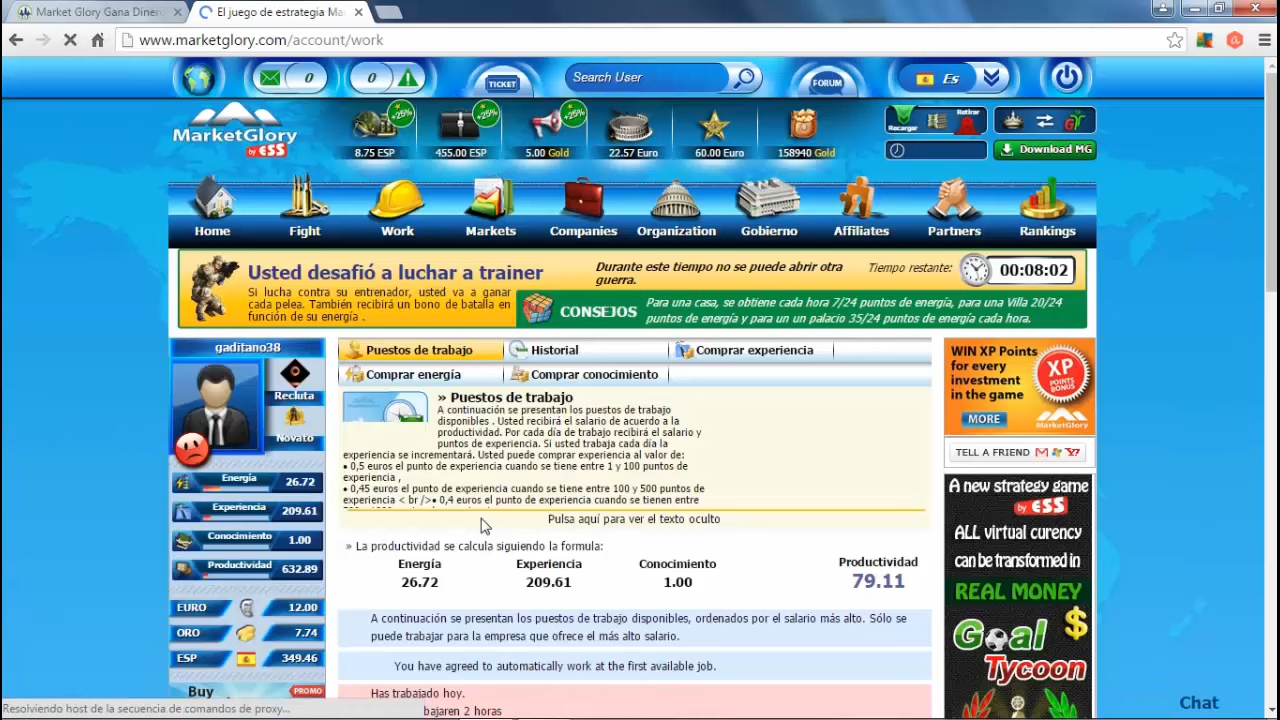 Market Glory Gana Dinero
El juego de estrategia Ma
www.marketglory.com/account/work
0
0
TICKET
Search User
FORUM
Es
MarketGlory
by ESS
+25%
+25%
+25%
8.75 ESP
455.00 ESP
5.00 Gold
22.57 Euro
60.00 Euro
158940 Gold
Recargar
Retirar
Download MG
Home
Fight
Work
Markets
Companies
Organization
Gobierno
Affiliates
Partners
Rankings
Usted desafió a luchar a trainer
Si lucha contra su entrenador, usted va a ganar
cada pelea. También recibirá un bono de batalla en
función de su energía .
Durante este tiempo no se puede abrir otra
guerra.
Tiempo restante:
00:08:02
CONSEJOS
Para una casa, se obtiene cada hora 7/24 puntos de energía, para una Villa 20/24
puntos de energía y para un un palacio 35/24 puntos de energía cada hora.
gaditano38
Recluta
Novato
Energía 26.72
Experiencia 209.61
Conocimiento 1.00
Productividad 632.89
EURO 12.00
ORO 7.74
ESP 349.46
Buy
PROMO
Puestos de trabajo
Historial
Comprar experiencia
Comprar energía
Comprar conocimiento
» Puestos de trabajo
A continuación se presentan los puestos de trabajo
disponibles . Usted recibirá el salario de acuerdo a la
productividad. Por cada día de trabajo recibirá el salario y
puntos de experiencia. Si usted trabaja cada día la
experiencia se incrementará. Usted puede comprar experiencia al valor de:
• 0,5 euros el punto de experiencia cuando se tiene entre 1 y 100 puntos de
experiencia ,
• 0,45 euros el punto de experiencia cuando se tiene entre 100 y 500 puntos de
experiencia < br />• 0,4 euros el punto de experiencia cuando se tienen entre
Pulsa aquí para ver el texto oculto
» La productividad se calcula siguiendo la formula:
Energía
Experiencia
Conocimiento
Productividad
26.72
209.61
1.00
79.11
A continuación se presentan los puestos de trabajo disponibles, ordenados por el salario más alto. Sólo se
puede trabajar para la empresa que ofrece el más alto salario.
You have agreed to automatically work at the first available job.
Has trabajado hoy.
bajaren 2 horas
WIN XP Points
for every
investment
in the game
XP
POINTS BONUS
MORE
MarketGlory
TELL A FRIEND
A new strategy game
by ESS
ALL virtual curency
can be transformed in
REAL MONEY
Goal
Tycoon
Chat
Resolviendo host de la secuencia de comandos de proxy...